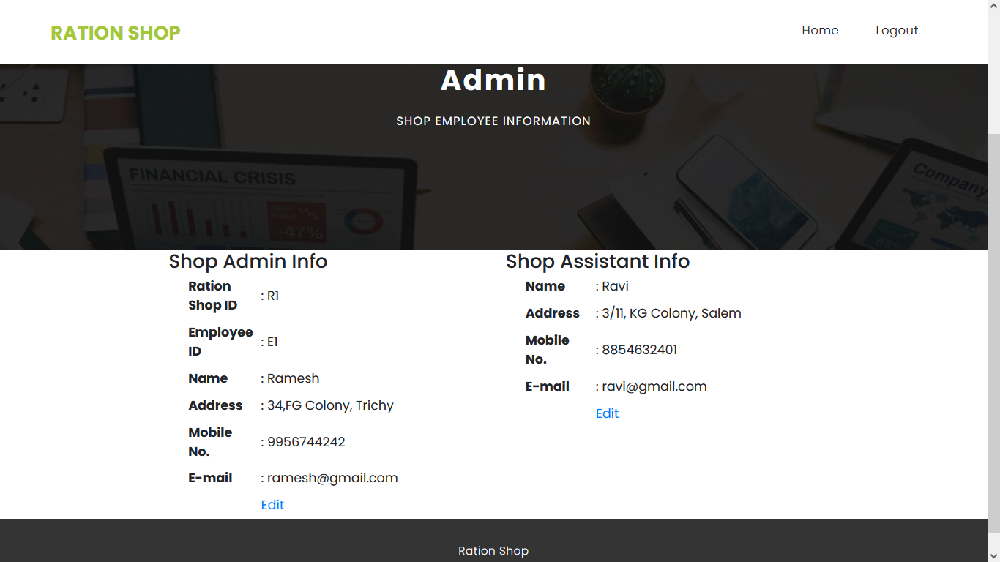 RATION SHOP
Home Logout
Admin
SHOP EMPLOYEE INFORMATION
FINANCIAL CRISIS
-47%
Company
85%
Shop Admin Info
Ration Shop ID : R1
Employee ID : E1
Name : Ramesh
Address : 34,FG Colony, Trichy
Mobile No. : 9956744242
E-mail : ramesh@gmail.com
Edit
Shop Assistant Info
Name : Ravi
Address : 3/11, KG Colony, Salem
Mobile No. : 8854632401
E-mail : ravi@gmail.com
Edit
Ration Shop